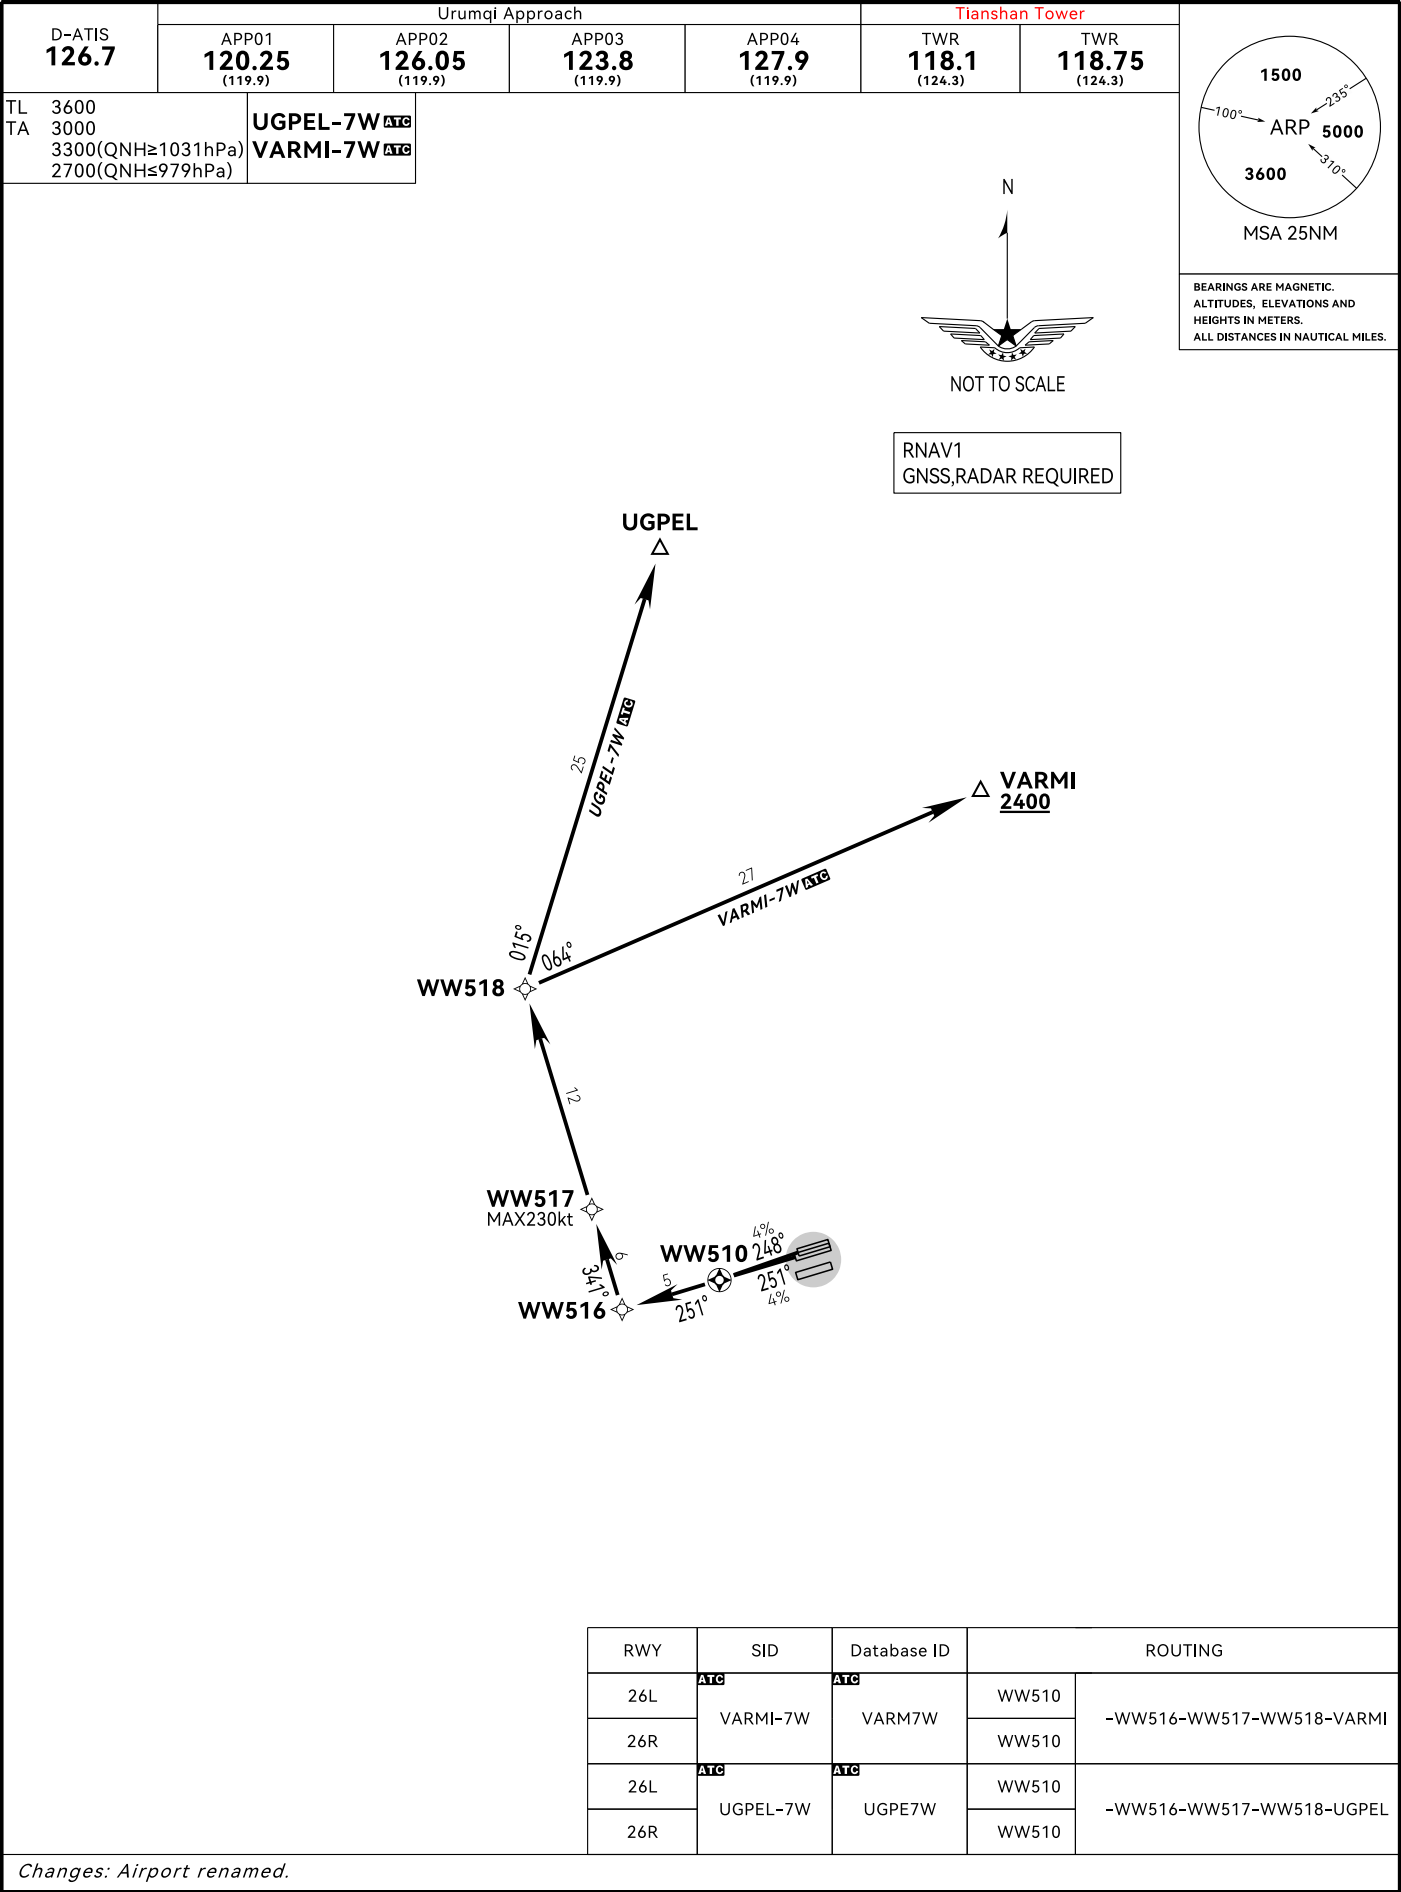 D-ATIS
126.7
Urumqi Approach
APP01
120.25
(119.9)
APP02
126.05
(119.9)
APP03
123.8
(119.9)
APP04
127.9
(119.9)
Tianshan Tower
TWR
118.1
(124.3)
TWR
118.75
(124.3)
TL 3600
TA 3000
3300(QNH≥1031hPa)
2700(QNH≤979hPa)
UGPEL-7W ATC
VARMI-7W ATC
1500
235°
100°
ARP
5000
310°
3600
MSA 25NM
BEARINGS ARE MAGNETIC.
ALTITUDES, ELEVATIONS AND
HEIGHTS IN METERS.
ALL DISTANCES IN NAUTICAL MILES.
N
NOT TO SCALE
RNAV1
GNSS,RADAR REQUIRED
UGPEL
25
UGPEL-7W ATC
VARMI
2400
27
VARMI-7W ATC
015°
064°
WW518
12
WW517
MAX230kt
6
341°
WW516
5
251°
WW510
4%
248°
251°
4%
RWY SID Database ID ROUTING
26L
26R
ATC
VARMI-7W
ATC
VARM7W
WW510
WW510
-WW516-WW517-WW518-VARMI
26L
26R
ATC
UGPEL-7W
ATC
UGPE7W
WW510
WW510
-WW516-WW517-WW518-UGPEL
Changes: Airport renamed.